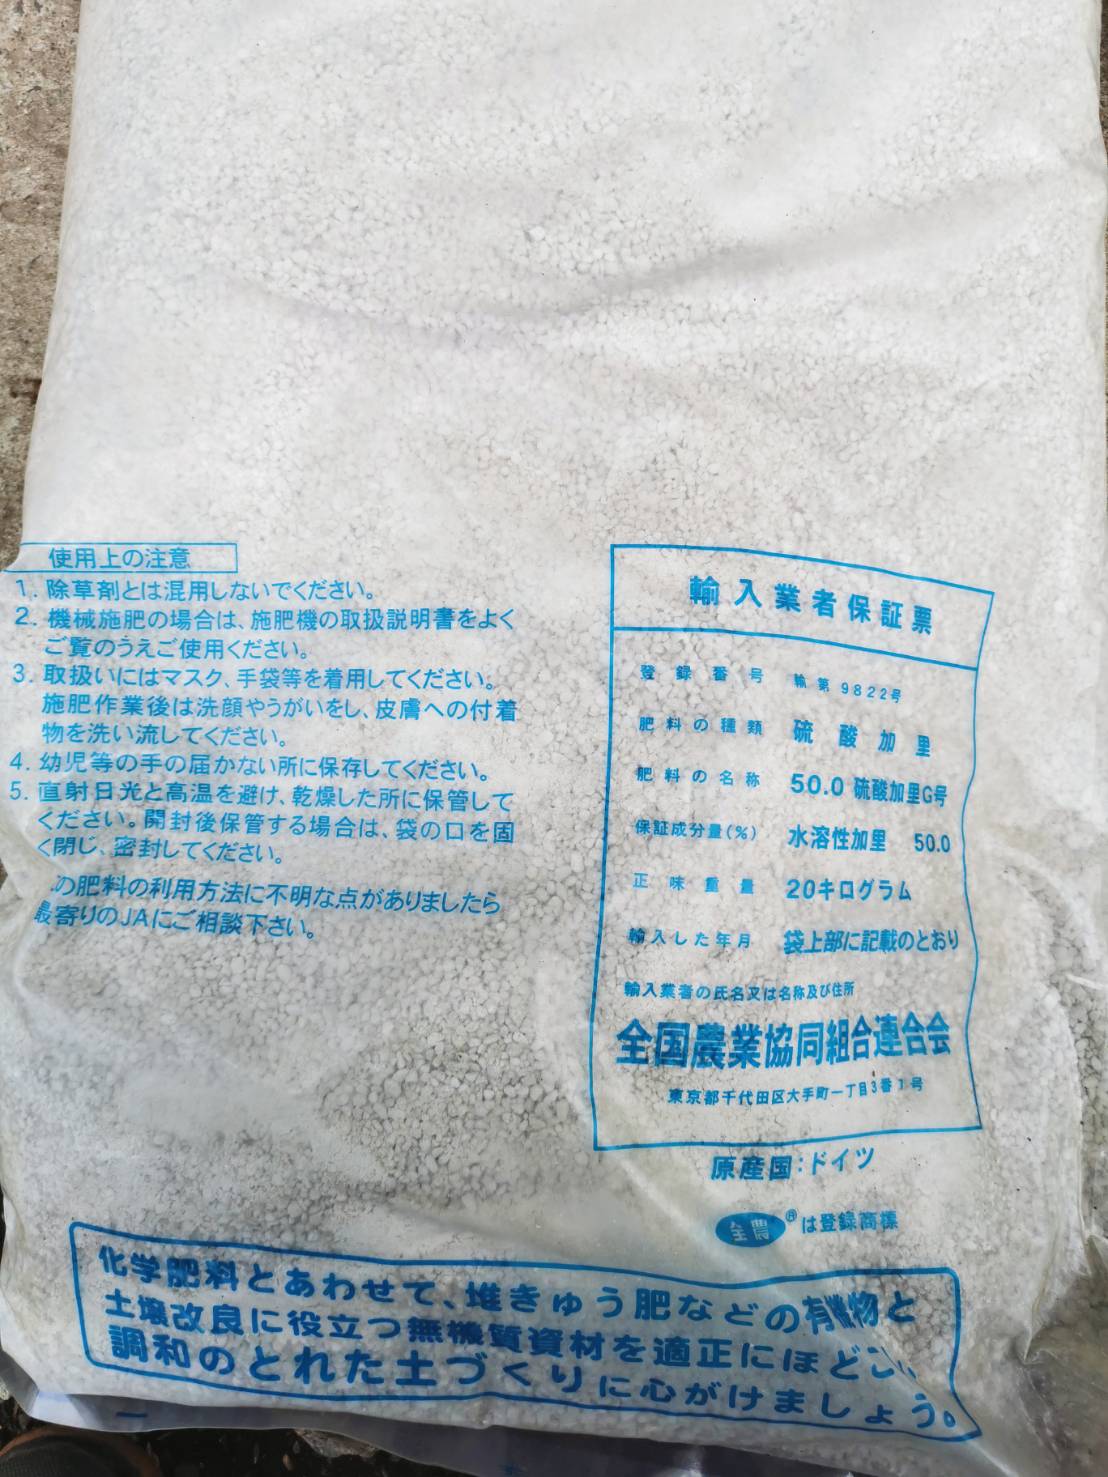 使用上の注意
1. 除草剤とは混用しないでください。
2. 機械施肥の場合は、施肥機の取扱説明書をよく
ご覧のうえご使用ください。
3. 取扱いにはマスク、手袋等を着用してください。
施肥作業後は洗顔やうがいをし、皮膚への付着
物を洗い流してください。
4. 幼児等の手の届かない所に保存してください。
5. 直射日光と高温を避け、乾燥した所に保管して
ください。開封後保管する場合は、袋の口を固
く閉じ、密封してください。
の肥料の利用方法に不明な点がありましたら
最寄りのJAにご相談下さい。
輸入業者保証票
登録番号 輸第9822号
肥料の種類 硫酸加里
肥料の名称 50.0 硫酸加里G号
保証成分量(%) 水溶性加里 50.0
正味重量 20キログラム
輸入した年月 袋上部に記載のとおり
輸入業者の氏名又は名称及び住所
全国農業協同組合連合会
東京都千代田区大手町一丁目3番1号
原産国:ドイツ
全農®は登録商標
化学肥料とあわせて、堆きゅう肥などの有機物と
土壌改良に役立つ無機質資材を適正にほどこし、
調和のとれた土づくりに心がけましょう。